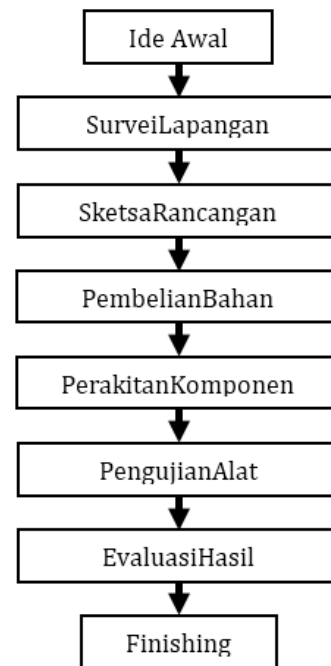 Ide Awal
SurveiLapangan
SketsaRancangan
PembelianBahan
PerakitanKomponen
PengujianAlat
EvaluasiHasil
Finishing